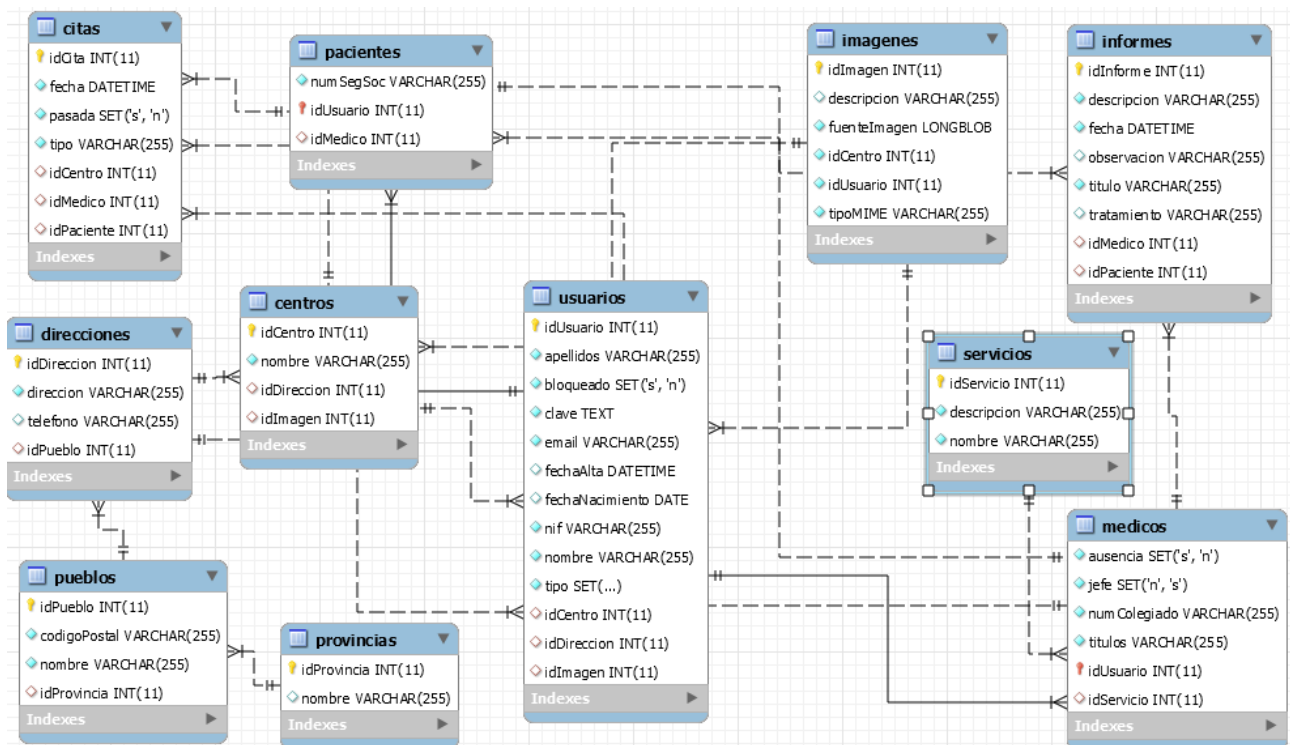 citas
idCita INT(11)
fecha DATETIME
pasada SET('s', 'n')
tipo VARCHAR(255)
idCentro INT(11)
idMedico INT(11)
idPaciente INT(11)
Indexes
pacientes
numSegSoc VARCHAR(255)
idUsuario INT(11)
idMedico INT(11)
Indexes
imagenes
idImagen INT(11)
descripcion VARCHAR(255)
fuenteImagen LONGBLOB
idCentro INT(11)
idUsuario INT(11)
tipoMIME VARCHAR(255)
Indexes
informes
idInforme INT(11)
descripcion VARCHAR(255)
fecha DATETIME
observacion VARCHAR(255)
titulo VARCHAR(255)
tratamiento VARCHAR(255)
idMedico INT(11)
idPaciente INT(11)
Indexes
direcciones
idDireccion INT(11)
direccion VARCHAR(255)
telefono VARCHAR(255)
idPueblo INT(11)
Indexes
centros
idCentro INT(11)
nombre VARCHAR(255)
idDireccion INT(11)
idImagen INT(11)
Indexes
usuarios
idUsuario INT(11)
apellidos VARCHAR(255)
bloqueado SET('s', 'n')
clave TEXT
email VARCHAR(255)
fechaAlta DATETIME
fechaNacimiento DATE
nif VARCHAR(255)
nombre VARCHAR(255)
tipo SET(...)
idCentro INT(11)
idDireccion INT(11)
idImagen INT(11)
Indexes
servicios
idServicio INT(11)
descripcion VARCHAR(255)
nombre VARCHAR(255)
Indexes
medicos
ausencia SET('s', 'n')
jefe SET('n', 's')
numColegiado VARCHAR(255)
titulos VARCHAR(255)
idUsuario INT(11)
idServicio INT(11)
Indexes
pueblos
idPueblo INT(11)
codigoPostal VARCHAR(255)
nombre VARCHAR(255)
idProvincia INT(11)
Indexes
provincias
idProvincia INT(11)
nombre VARCHAR(255)
Indexes